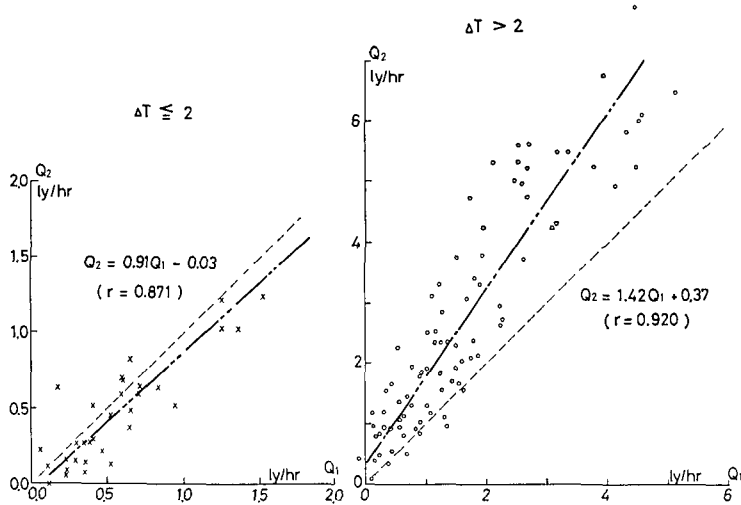 ΔT ≦ 2
Q₂
ly/hr
2.0
1.5
1.0
0.5
0.0
Q₂ = 0.91Q₁ - 0.03
( r = 0.871 )
0.0
0.5
1.0
1.5
2.0
ly/hr
Q₁
ΔT > 2
Q₂
ly/hr
6
4
2
Q₂ = 1.42Q₁ + 0.37
( r = 0.920 )
0
2
4
6
ly/hr
Q₁